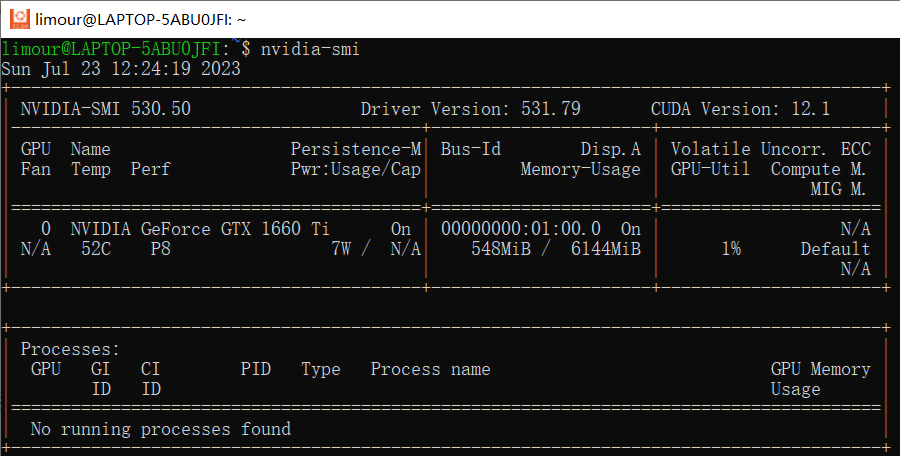 limour@LAPTOP-5ABU0JFI: ~
limour@LAPTOP-5ABU0JFI:~$ nvidia-smi
Sun Jul 23 12:24:19 2023
+-----------------------------------------------------------------------------+
| NVIDIA-SMI 530.50                 Driver Version: 531.79       CUDA Version: 12.1     |
|-----------------------------------------+----------------------+----------------------+
| GPU  Name                  Persistence-M| Bus-Id        Disp.A | Volatile Uncorr. ECC |
| Fan  Temp  Perf            Pwr:Usage/Cap|         Memory-Usage | GPU-Util  Compute M. |
|                                         |                      |               MIG M. |
|=========================================+======================+======================|
|   0  NVIDIA GeForce GTX 1660 Ti      On | 00000000:01:00.0  On |                  N/A |
| N/A   52C    P8                7W /  N/A|    548MiB /  6144MiB |      1%      Default |
|                                         |                      |                  N/A |
+-----------------------------------------+----------------------+----------------------+
+---------------------------------------------------------------------------------------+
| Processes:                                                                            |
|  GPU   GI   CI        PID   Type   Process name                            GPU Memory |
|        ID   ID                                                             Usage      |
|=======================================================================================|
|  No running processes found                                                           |
+---------------------------------------------------------------------------------------+